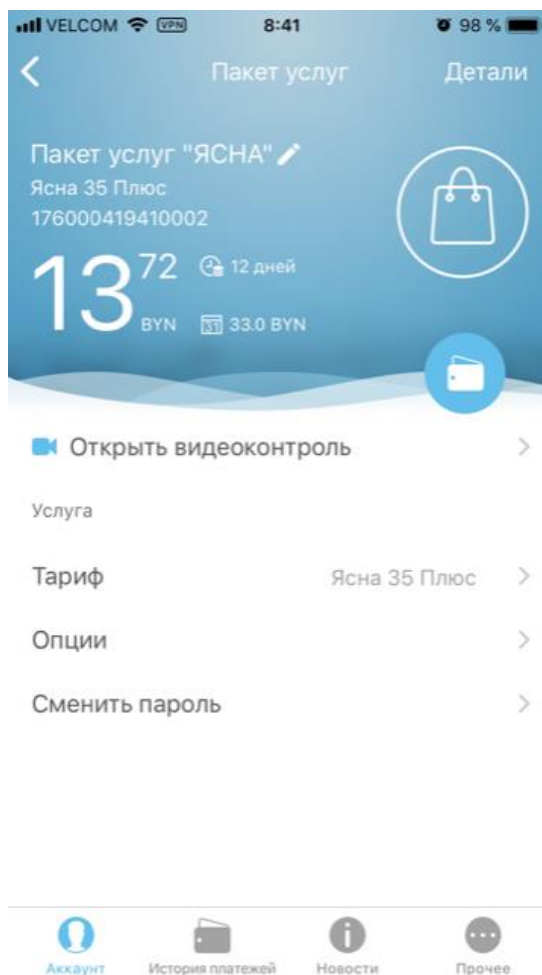 VELCOM VPN 8:41 98 %
Пакет услуг Детали
Пакет услуг "ЯСНА"
Ясна 35 Плюс
176000419410002
13 72 BYN
12 дней
31 33.0 BYN
Открыть видеоконтроль
Услуга
Тариф Ясна 35 Плюс
Опции
Сменить пароль
Аккаунт История платежей Новости Прочее